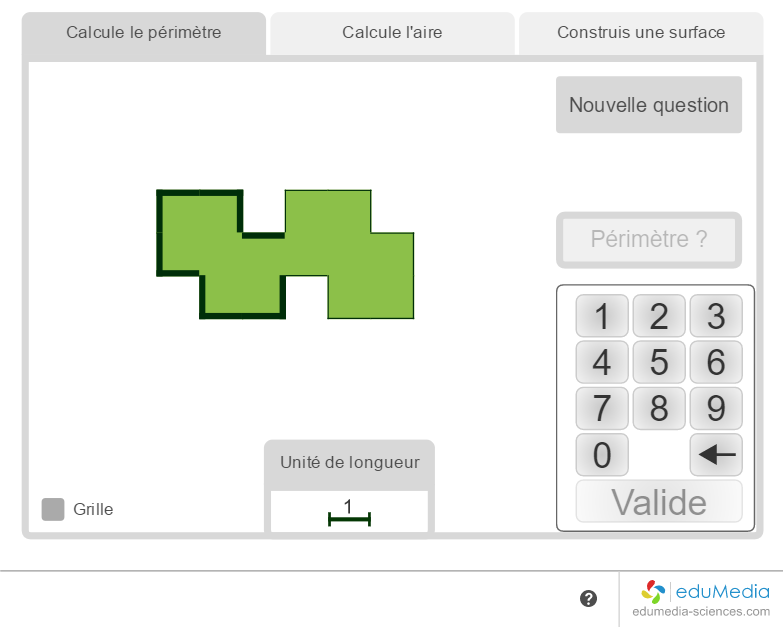 Calcule le périmètre
Calcule l'aire
Construis une surface
Nouvelle question
Périmètre ?
1 2 3
4 5 6
7 8 9
0
Valide
Unité de longueur
1
Grille
?
eduMedia
edumedia-sciences.com